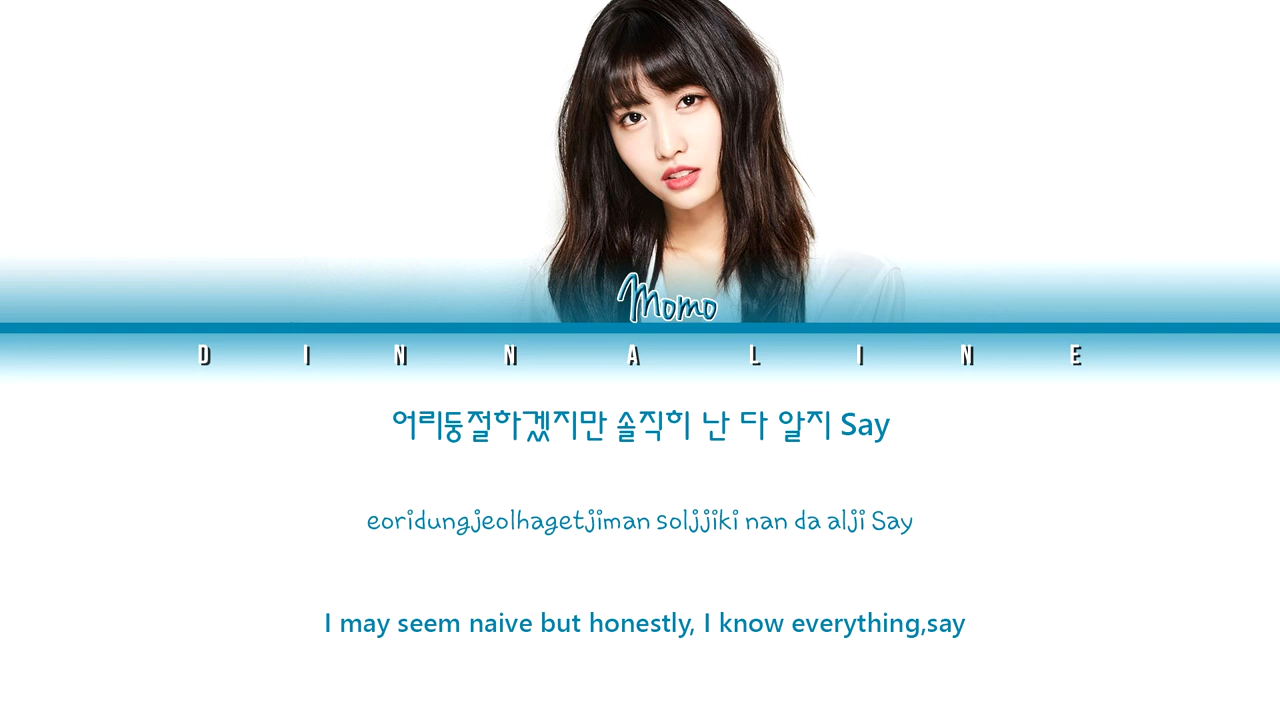 Momo
DINNALINE
어리둥절하겠지만 솔직히 난 다 알지 Say
eoridungjeolhagetjiman soljjiki nan da alji Say
I may seem naive but honestly, I know everything,say